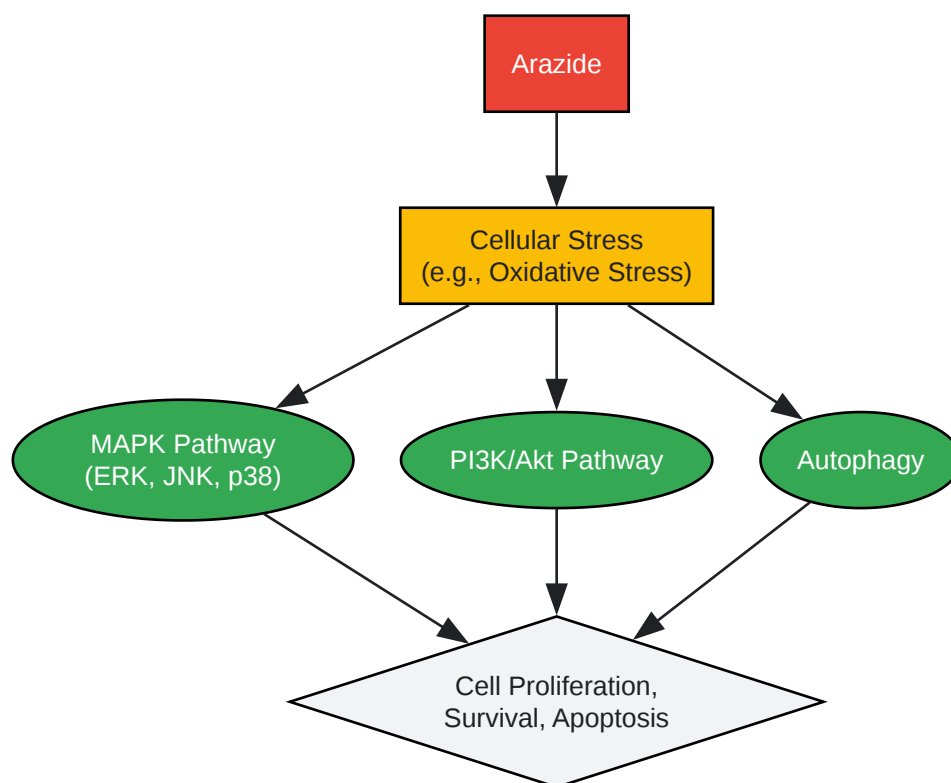 Arazide
Cellular Stress
(e.g., Oxidative Stress)
MAPK Pathway
(ERK, JNK, p38)
PI3K/Akt Pathway
Autophagy
Cell Proliferation,
Survival, Apoptosis